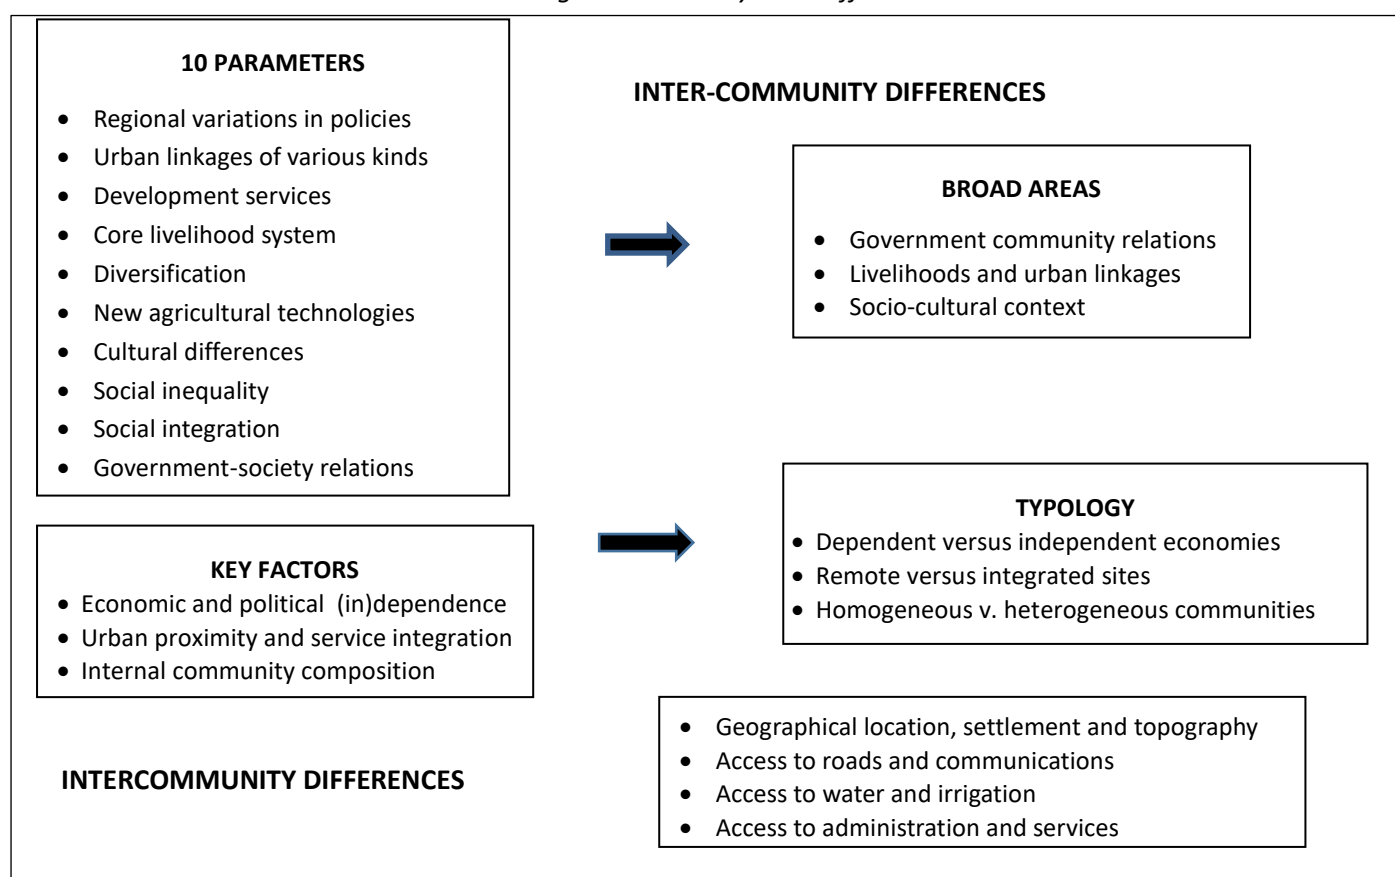 10 PARAMETERS
• Regional variations in policies
• Urban linkages of various kinds
• Development services
• Core livelihood system
• Diversification
• New agricultural technologies
• Cultural differences
• Social inequality
• Social integration
• Government-society relations
INTER-COMMUNITY DIFFERENCES
BROAD AREAS
• Government community relations
• Livelihoods and urban linkages
• Socio-cultural context
KEY FACTORS
• Economic and political (in)dependence
• Urban proximity and service integration
• Internal community composition
TYPOLOGY
• Dependent versus independent economies
• Remote versus integrated sites
• Homogeneous v. heterogeneous communities
INTERCOMMUNITY DIFFERENCES
• Geographical location, settlement and topography
• Access to roads and communications
• Access to water and irrigation
• Access to administration and services